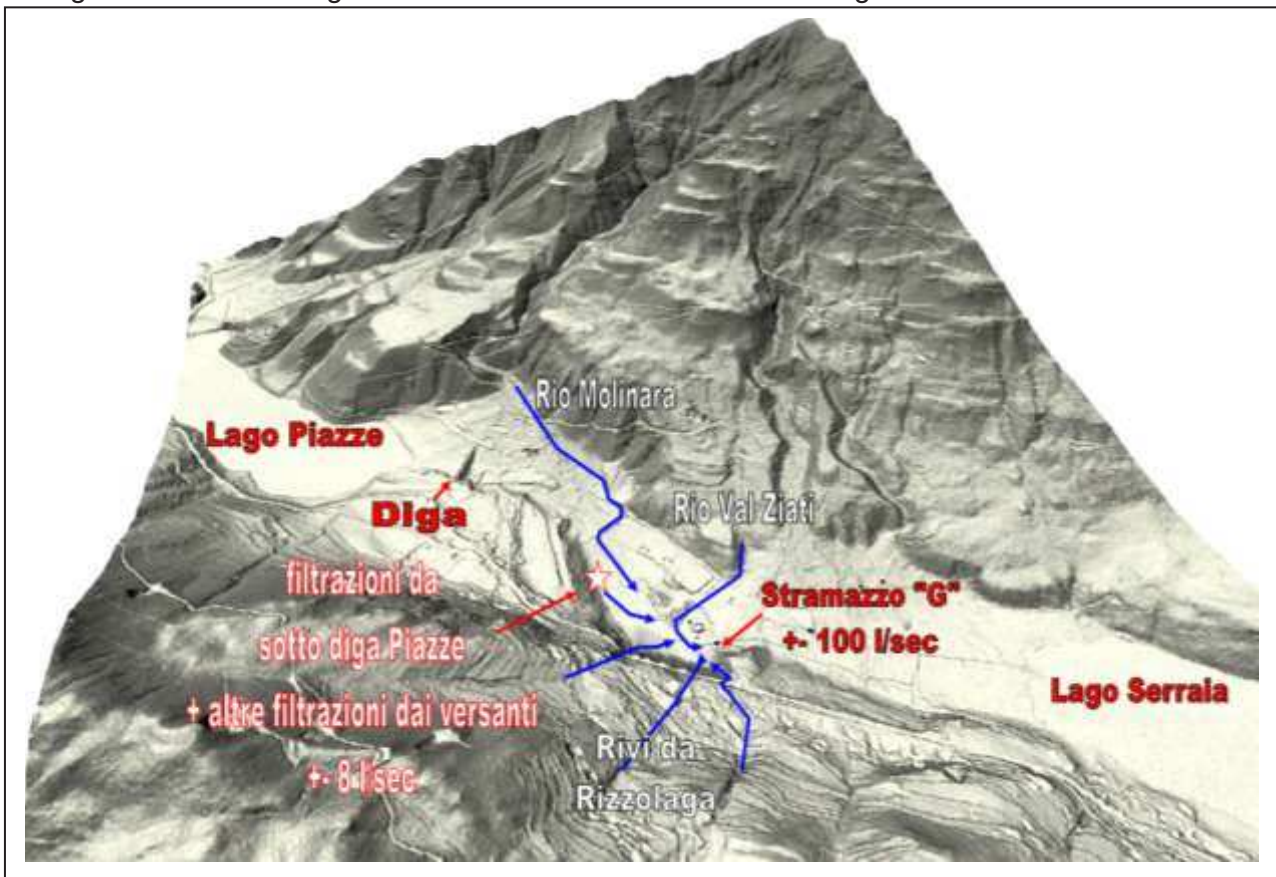 Rio Molinara
Lago Piazze
Diga
Rio Val Ziati
filtrazioni da
sotto diga Piazze
+ altre filtrazioni dai versanti
+- 8 l/sec
Stramazzo "G"
+- 100 l/sec
Lago Serraia
Rivi da
Rizzolaga